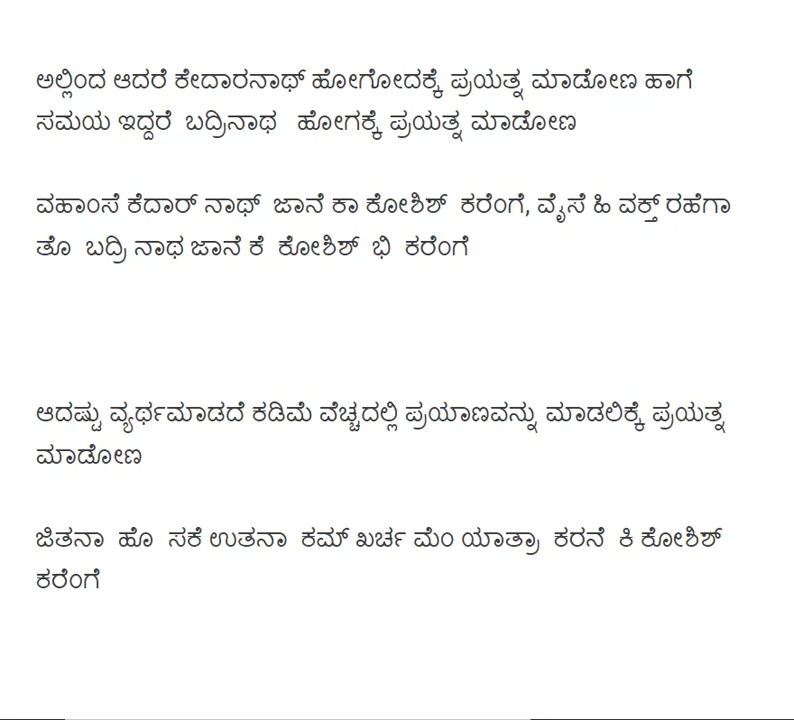 ಅಲ್ಲಿಂದ ಆದರೆ ಕೇದಾರನಾಥ್ ಹೋಗೋದಕ್ಕೆ ಪ್ರಯತ್ನ ಮಾಡೋಣ ಹಾಗೆ
ಸಮಯ ಇದ್ದರೆ ಬದ್ರಿನಾಥ ಹೋಗಕ್ಕೆ ಪ್ರಯತ್ನ ಮಾಡೋಣ
ವಹಾಂಸೆ ಕೆದಾರ್ ನಾಥ್ ಜಾನೆ ಕಾ ಕೋಶಿಶ್ ಕರೆಂಗೆ, ವೈಸೆ ಹಿ ವಕ್ತ್ ರಹೆಗಾ
ತೊ ಬದ್ರಿ ನಾಥ ಜಾನೆ ಕೆ ಕೋಶಿಶ್ ಭಿ ಕರೆಂಗೆ
ಆದಷ್ಟು ವ್ಯರ್ಥಮಾಡದೆ ಕಡಿಮೆ ವೆಚ್ಚದಲ್ಲಿ ಪ್ರಯಾಣವನ್ನು ಮಾಡಲಿಕ್ಕೆ ಪ್ರಯತ್ನ
ಮಾಡೋಣ
ಜಿತನಾ ಹೊ ಸಕೆ ಉತನಾ ಕಮ್ ಖರ್ಚ ಮೆಂ ಯಾತ್ರಾ ಕರನೆ ಕಿ ಕೋಶಿಶ್
ಕರೆಂಗೆ